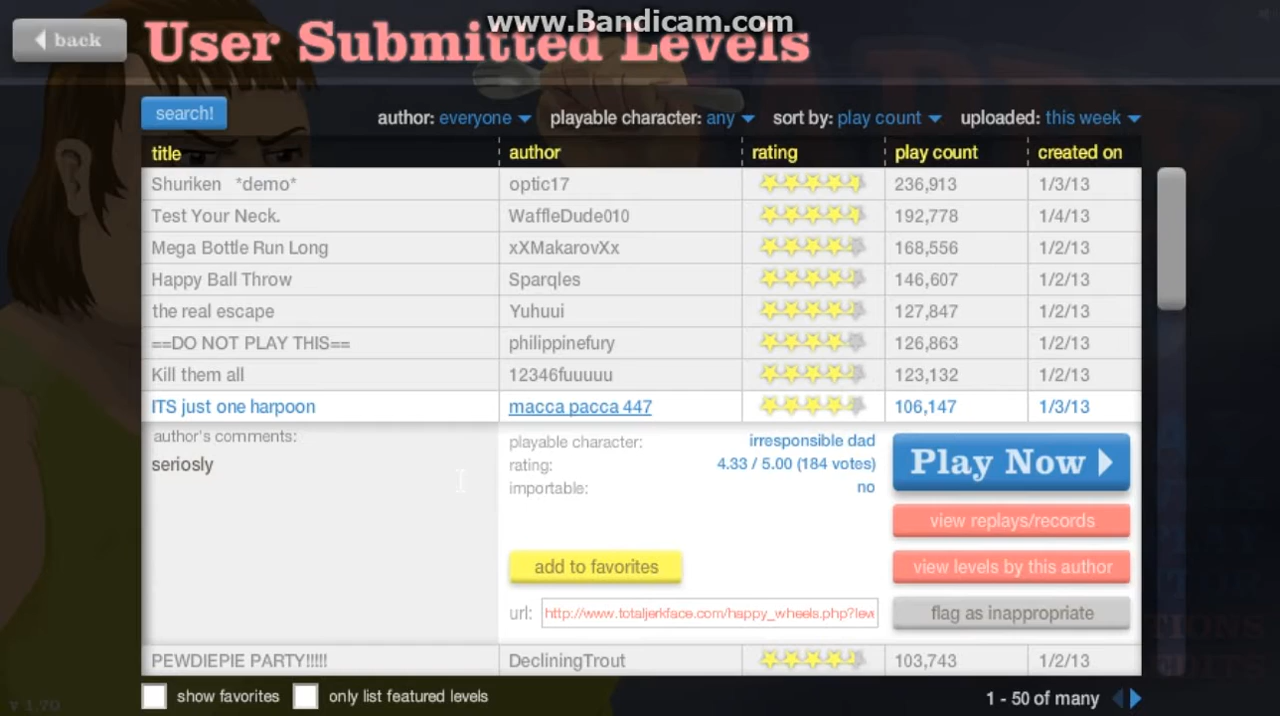 www.Bandicam.com
back
User Submitted Levels
search!
author: everyone playable character: any sort by: play count uploaded: this week
title author rating play count created on
Shuriken *demo* optic17 236,913 1/3/13
Test Your Neck. WaffleDude010 192,778 1/4/13
Mega Bottle Run Long xXMakarovXx 168,556 1/2/13
Happy Ball Throw Sparqles 146,607 1/2/13
the real escape Yuhuui 127,847 1/2/13
==DO NOT PLAY THIS== philippinefury 126,863 1/2/13
Kill them all 12346fuuuuu 123,132 1/2/13
ITS just one harpoon macca pacca 447 106,147 1/3/13
author's comments:
seriosly
playable character: irresponsible dad
rating: 4.33 / 5.00 (184 votes)
importable: no
Play Now
view replays/records
add to favorites
view levels by this author
url: http://www.totaljerkface.com/happy_wheels.php?lev
flag as inappropriate
PEWDIEPIE PARTY!!!!! DecliningTrout 103,743 1/2/13
show favorites only list featured levels 1 - 50 of many
v 1.70